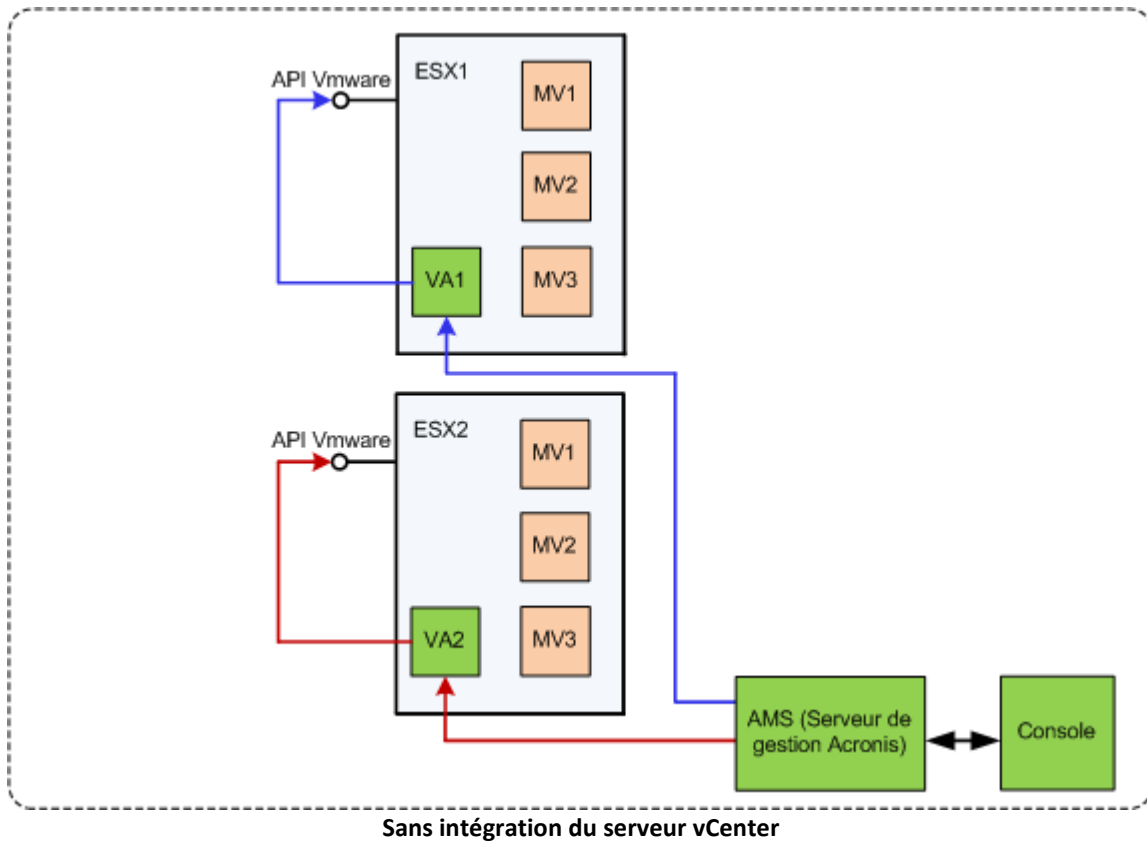 API Vmware
ESX1
MV1
MV2
VA1
MV3
API Vmware
ESX2
MV1
MV2
VA2
MV3
AMS (Serveur de
gestion Acronis)
Console
Sans intégration du serveur vCenter